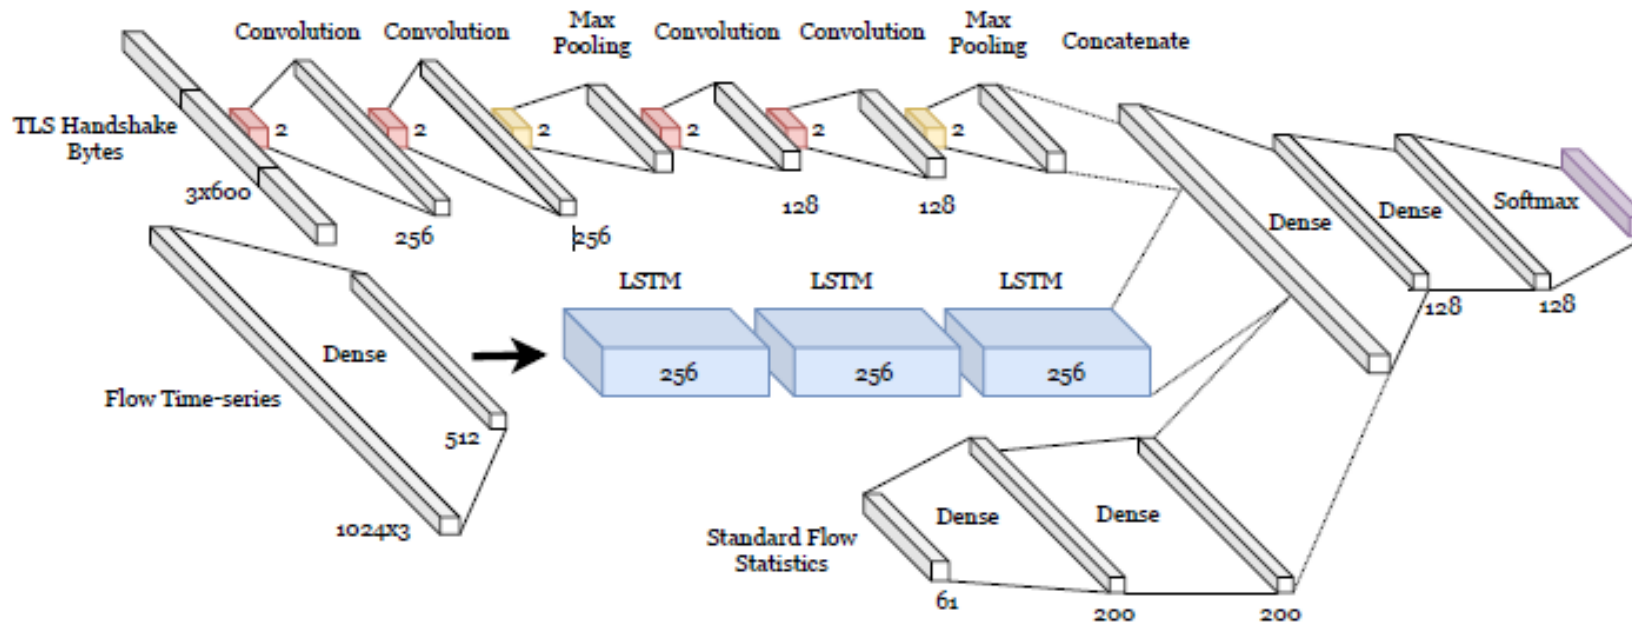 Convolution
Convolution
Max
Pooling
Convolution
Convolution
Max
Pooling
Concatenate
TLS Handshake
Bytes
2
2
2
2
2
2
3x600
256
256
128
128
Dense
Dense
Softmax
128
128
LSTM
LSTM
LSTM
Dense
256
256
256
Flow Time-series
512
1024x3
Standard Flow
Statistics
Dense
Dense
61
200
200